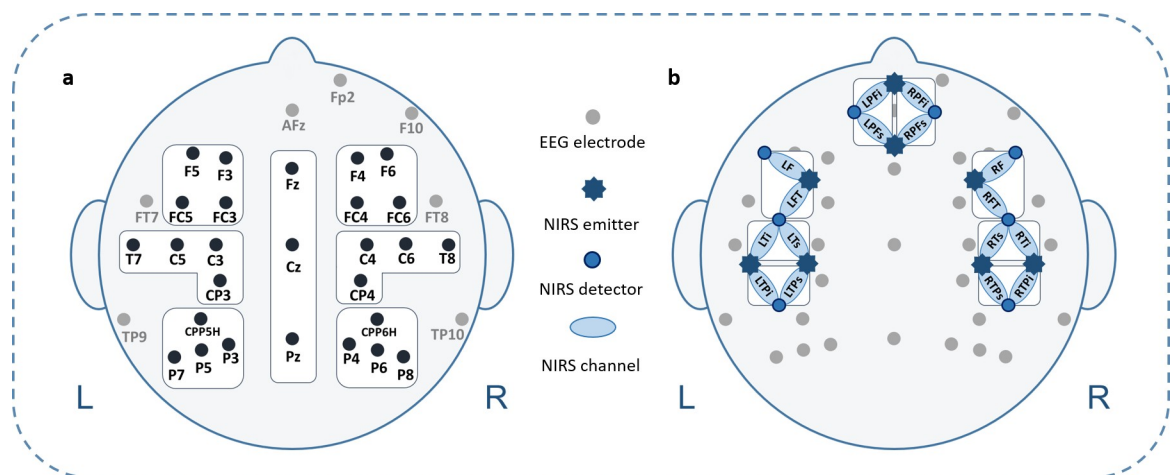 a
Fp2
AFz
F10
F5
F3
Fz
F4
F6
FT7
FC5
FC3
FC4
FC6
FT8
T7
C5
C3
Cz
C4
C6
T8
CP3
CP4
TP9
CPP5H
CPP6H
TP10
P7
P5
P3
Pz
P4
P6
P8
L
R
EEG electrode
NIRS emitter
NIRS detector
NIRS channel
b
LPFi
RPFi
LPFs
RPFs
LF
RF
LFT
RFT
LTi
LTs
RTs
RTi
LTPi
LTPs
RTPs
RTPi
L
R